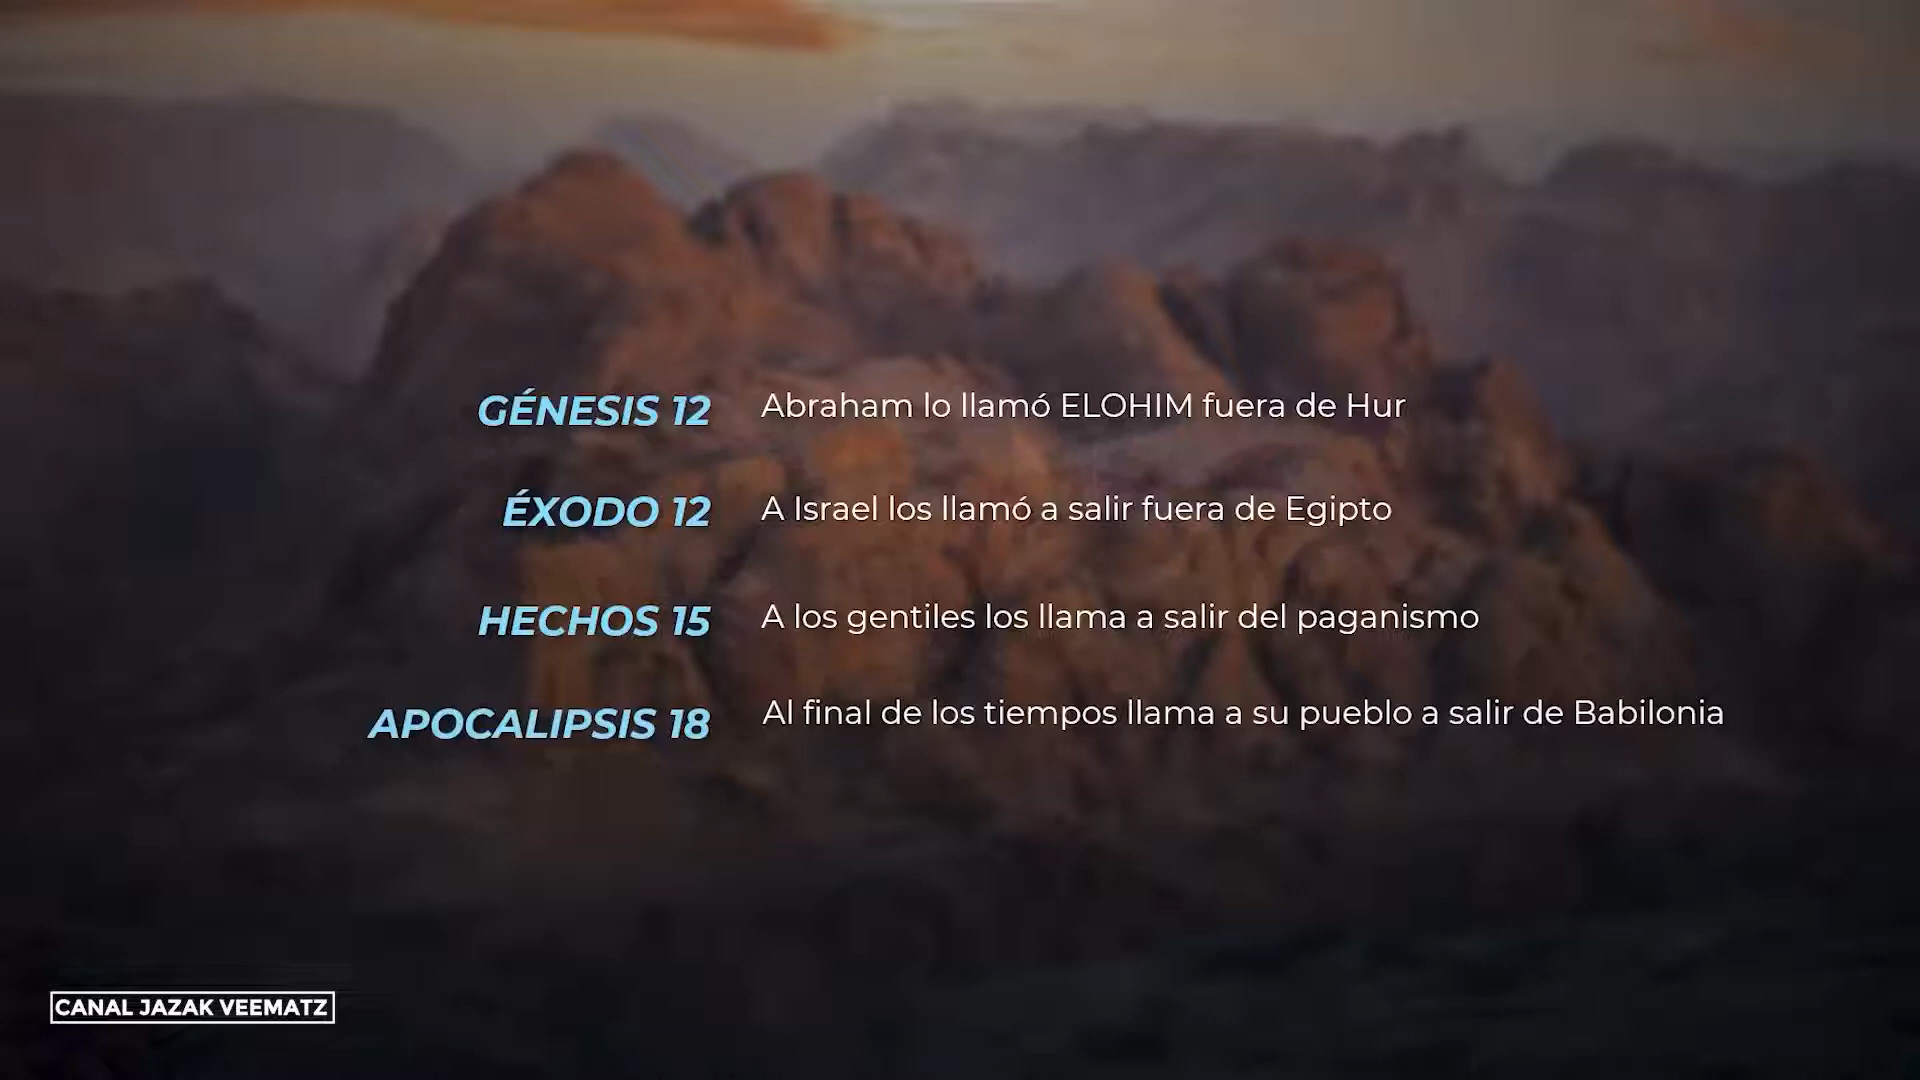 GÉNESIS 12 Abraham lo llamó ELOHIM fuera de Hur
ÉXODO 12 A Israel los llamó a salir fuera de Egipto
HECHOS 15 A los gentiles los llama a salir del paganismo
APOCALIPSIS 18 Al final de los tiempos llama a su pueblo a salir de Babilonia
CANAL JAZAK VEEMATZ